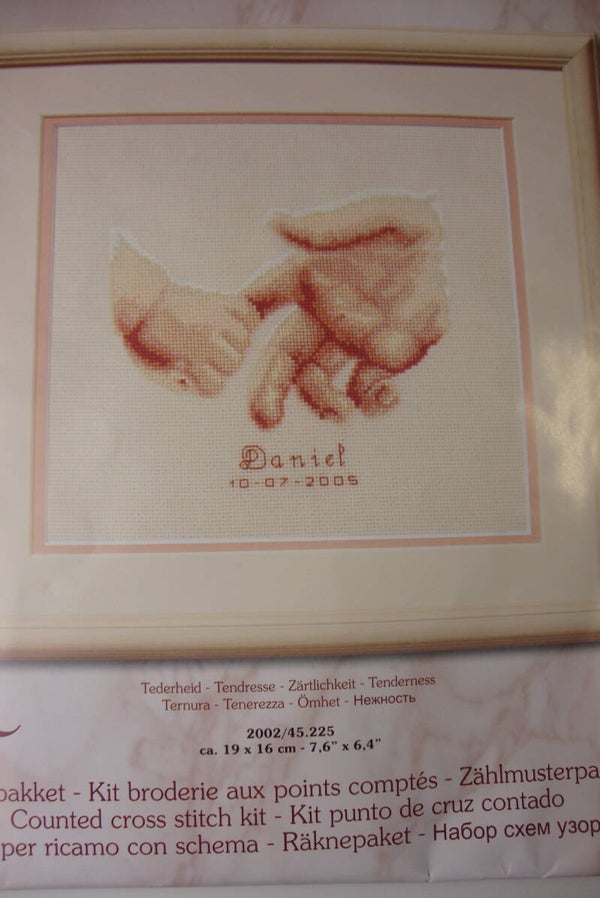 Daniel
10-07-2005
Tederheid - Tendresse - Zärtlichkeit - Tenderness
Ternura - Tenerezza - Ömhet - Нежность
2002/45.225
ca. 19 x 16 cm - 7,6” x 6,4”
pakket - Kit broderie aux points comptés - Zählmusterpa
Counted cross stitch kit - Kit punto de cruz contado
per ricamo con schema - Räknepaket - Набор схем узор